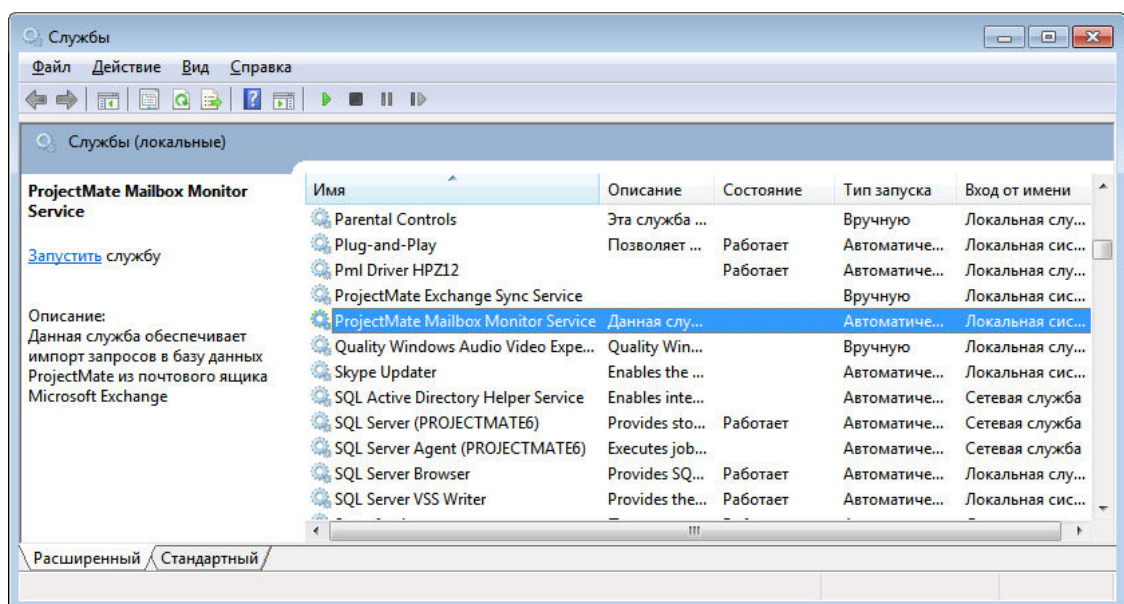 Службы
Файл Действие Вид Справка
Службы (локальные)
ProjectMate Mailbox Monitor
Service
Запустить службу
Описание:
Данная служба обеспечивает
импорт запросов в базу данных
ProjectMate из почтового ящика
Microsoft Exchange
Имя Описание Состояние Тип запуска Вход от имени
Parental Controls Эта служба ... Вручную Локальная слу...
Plug-and-Play Позволяет ... Работает Автоматиче... Локальная сис...
Pml Driver HPZ12 Работает Автоматиче... Локальная слу...
ProjectMate Exchange Sync Service Вручную Локальная сис...
ProjectMate Mailbox Monitor Service Данная слу... Автоматиче... Локальная сис...
Quality Windows Audio Video Expe... Quality Win... Вручную Локальная слу...
Skype Updater Enables the ... Автоматиче... Локальная сис...
SQL Active Directory Helper Service Enables inte... Автоматиче... Сетевая служба
SQL Server (PROJECTMATE6) Provides sto... Работает Автоматиче... Сетевая служба
SQL Server Agent (PROJECTMATE6) Executes job... Автоматиче... Сетевая служба
SQL Server Browser Provides SQ... Работает Автоматиче... Локальная слу...
SQL Server VSS Writer Provides the... Работает Автоматиче... Локальная сис...
Расширенный Стандартный